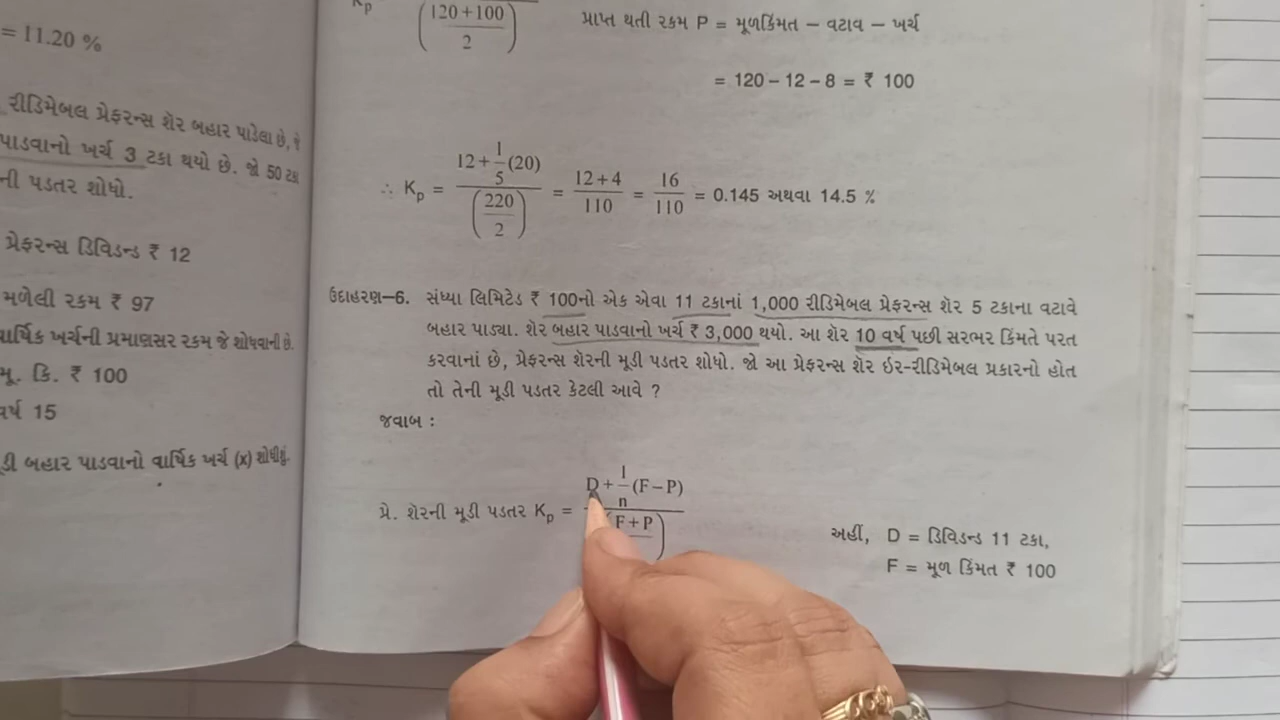 = 11.20 %
રીડિમેબલ પ્રેફરન્સ શૅર બહાર પાડેલા છે, જે
પાડવાનો ખર્ચ 3 ટકા થયો છે. જો 50 ટકા
ની પડતર શોધો.
પ્રેફરન્સ ડિવિડન્ડ ₹ 12
મળેલી રકમ ₹ 97
વાર્ષિક ખર્ચની પ્રમાણસર રકમ જે શોધવાની છે.
મૂ. કિ. ₹ 100
વર્ષ 15
ડી બહાર પાડવાનો વાર્ષિક ખર્ચ (x) શોધીશું.
K_p (120+100 / 2) પ્રાપ્ત થતી રકમ P = મૂળકિંમત – વટાવ – ખર્ચ
= 120 – 12 – 8 = ₹ 100
∴ K_p = 12 + 1/5 (20) / (220 / 2) = 12 + 4 / 110 = 16 / 110 = 0.145 અથવા 14.5 %
ઉદાહરણ–6. સંધ્યા લિમિટેડ ₹ 100નો એક એવા 11 ટકાનાં 1,000 રીડિમેબલ પ્રેફરન્સ શૅર 5 ટકાના વટાવે
બહાર પાડ્યા. શૅર બહાર પાડવાનો ખર્ચ ₹ 3,000 થયો. આ શૅર 10 વર્ષ પછી સરભર કિંમતે પરત
કરવાનાં છે, પ્રેફરન્સ શૅરની મૂડી પડતર શોધો. જો આ પ્રેફરન્સ શૅર ઇર-રીડિમેબલ પ્રકારનો હોત
તો તેની મૂડી પડતર કેટલી આવે ?
જવાબ :
પ્રે. શૅરની મૂડી પડતર K_p = D + 1/n (F – P) / (F + P)
અહીં, D = ડિવિડન્ડ 11 ટકા,
F = મૂળ કિંમત ₹ 100